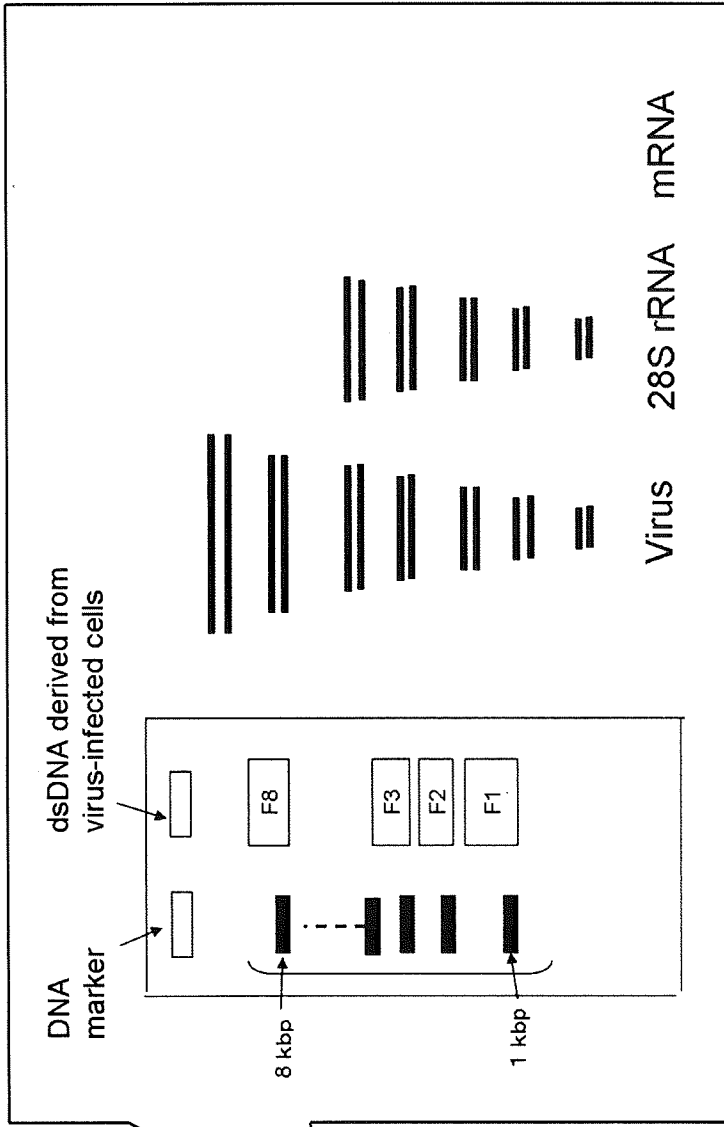 DNA
marker
dsDNA derived from
virus-infected cells
8 kbp
1 kbp
F8
F3
F2
F1
Virus
28S rRNA
mRNA